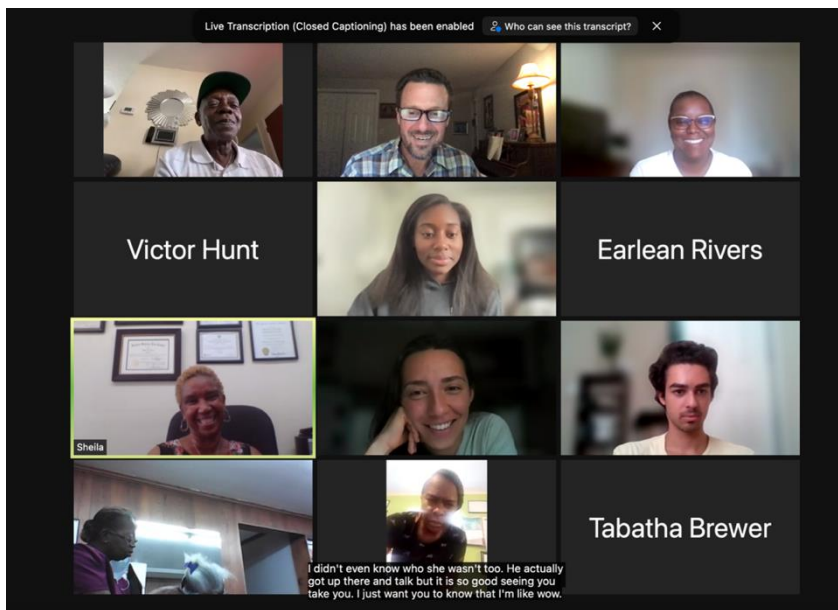 Live Transcription (Closed Captioning) has been enabled Who can see this transcript?
Victor Hunt
Earlean Rivers
Sheila
Tabatha Brewer
I didn't even know who she wasn't too. He actually
got up there and talk but it is so good seeing you
take you. I just want you to know that I'm like wow.